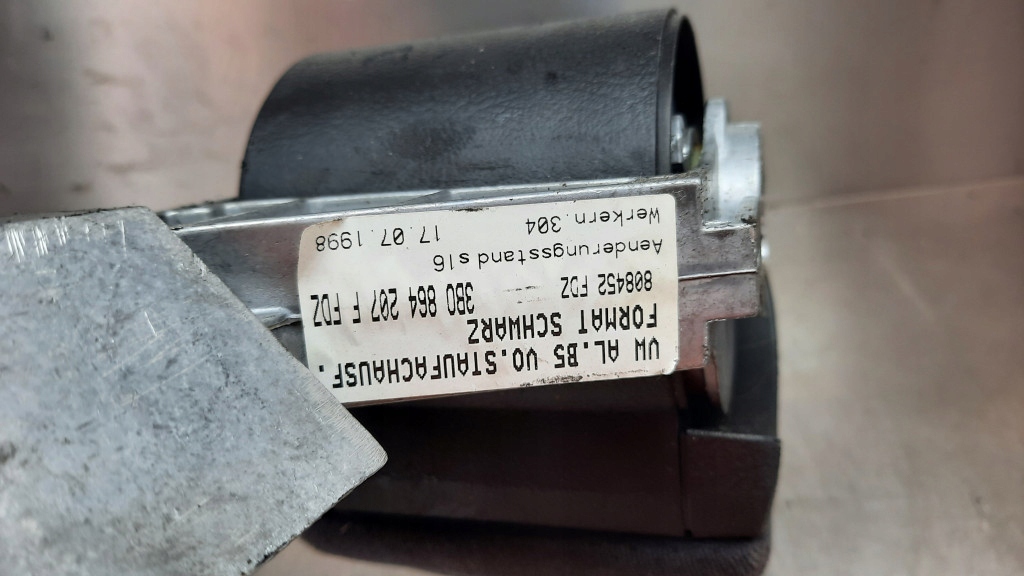 VW AL.B5 VO.STAUFACHAUSF.
FORMAT SCHWARZ
808452 FDZ 3B0 864 207 F FDZ
Aenderungsstand s16
Werkern. 304 17.07.1998